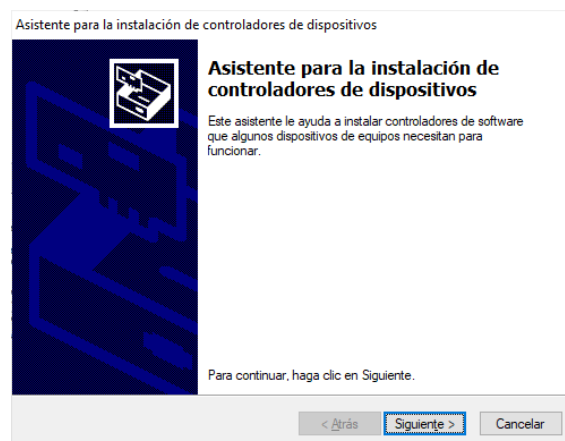 Asistente para la instalación de controladores de dispositivos
Asistente para la instalación de
controladores de dispositivos
Este asistente le ayuda a instalar controladores de software
que algunos dispositivos de equipos necesitan para
funcionar.
Para continuar, haga clic en Siguiente.
< Atrás Siguiente > Cancelar